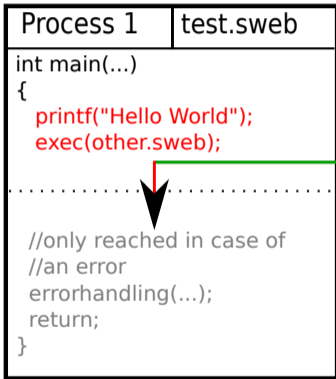 Process 1 test.sweb
int main(...)
{
printf("Hello World");
exec(other.sweb);
//only reached in case of
//an error
errorhandling(...);
return;
}